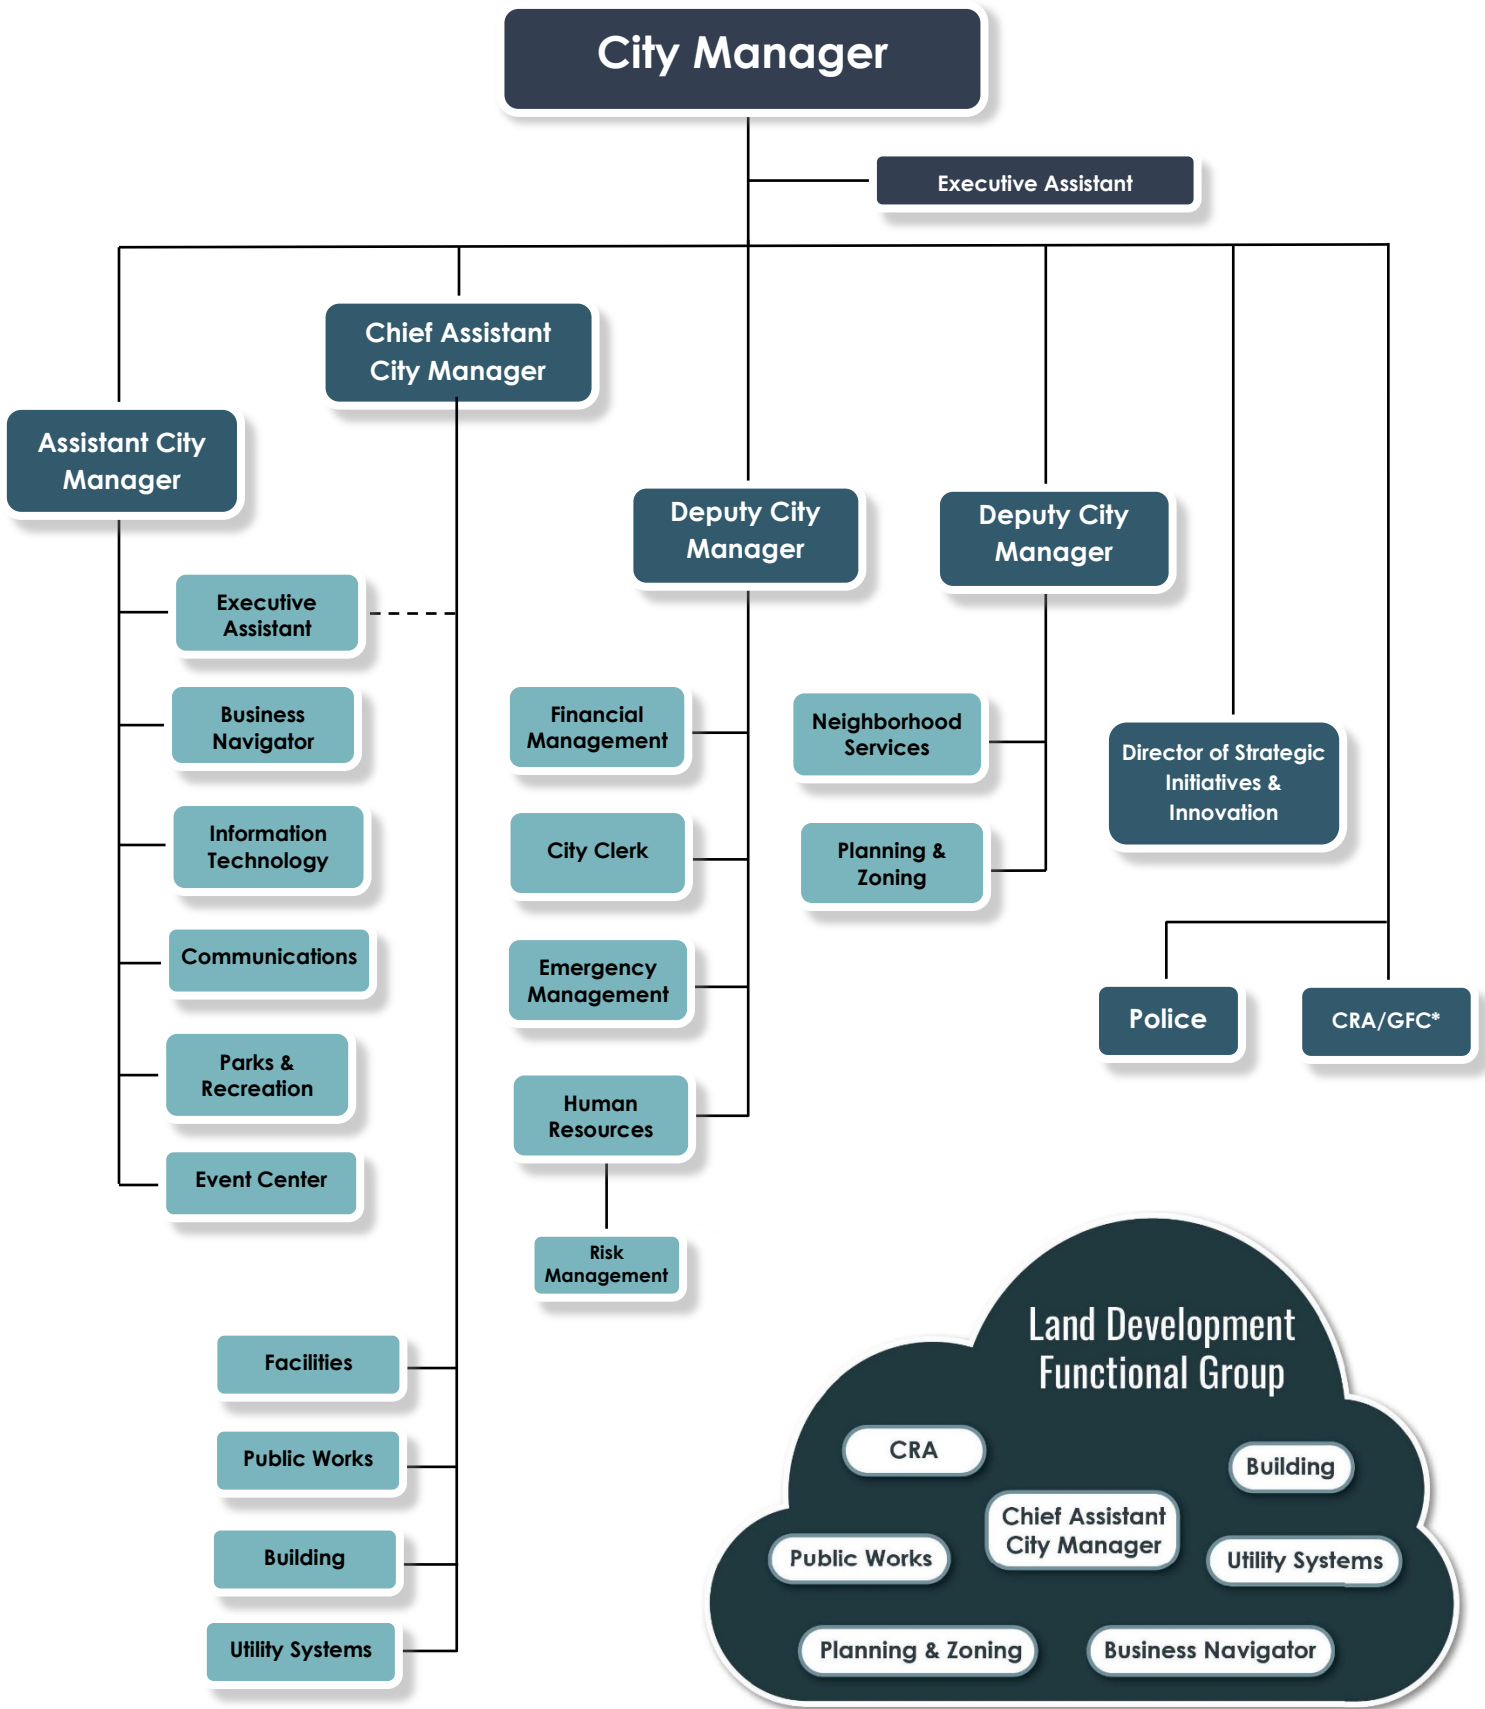 City Manager
Executive Assistant
Chief Assistant
City Manager
Assistant City
Manager
Deputy City
Manager
Deputy City
Manager
Executive
Assistant
Business
Navigator
Information
Technology
Communications
Parks &
Recreation
Event Center
Financial
Management
City Clerk
Emergency
Management
Human
Resources
Risk
Management
Neighborhood
Services
Planning &
Zoning
Director of Strategic
Initiatives &
Innovation
Police
CRA/GFC*
Facilities
Public Works
Building
Utility Systems
Land Development
Functional Group
CRA
Building
Chief Assistant
City Manager
Public Works
Utility Systems
Planning & Zoning
Business Navigator